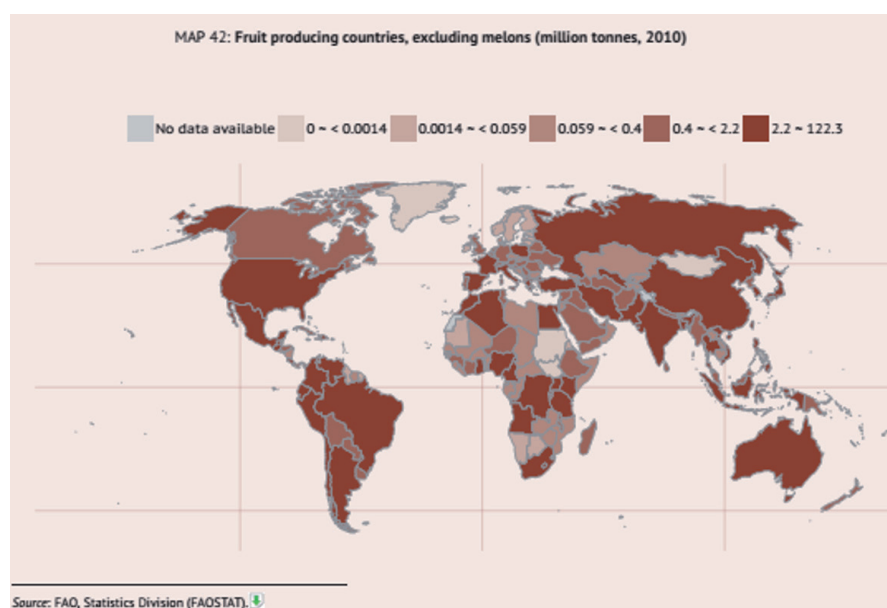 MAP 42: Fruit producing countries, excluding melons (million tonnes, 2010)
No data available 0 ~ < 0.0014 0.0014 ~ < 0.059 0.059 ~ < 0.4 0.4 ~ < 2.2 2.2 ~ 122.3
Source: FAO, Statistics Division (FAOSTAT).